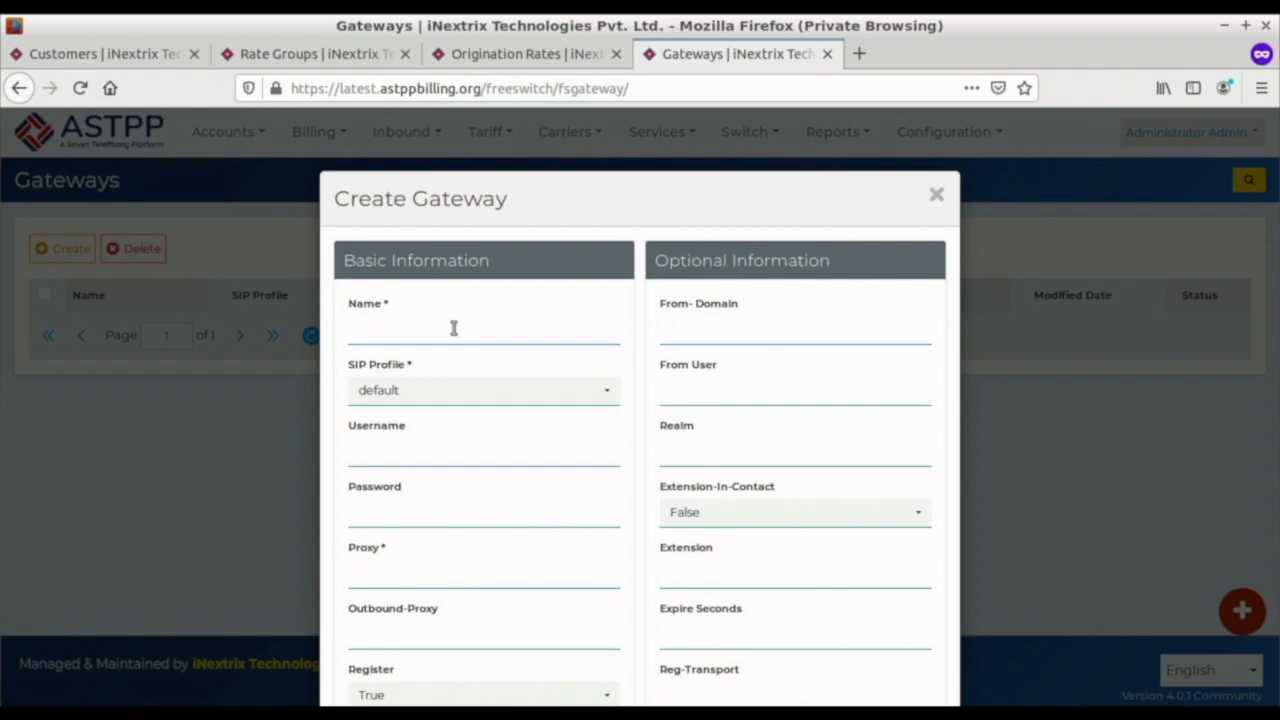 Gateways | iNextrix Technologies Pvt. Ltd. - Mozilla Firefox (Private Browsing)
Customers | iNextrix Tec
Rate Groups | iNextrix Te
Origination Rates | iNext
Gateways | iNextrix Tech
https://latest.astppbilling.org/freeswitch/fsgateway/
ASTPP
A Smart TelePhony Platform
Accounts
Billing
Inbound
Tariff
Carriers
Services
Switch
Reports
Configuration
Administrator Admin
Gateways
Create Gateway
Create
Delete
Basic Information
Optional Information
Name
SIP Profile
Modified Date
Status
Page 1 of 1
Name *
From- Domain
SIP Profile *
default
From User
Username
Realm
Password
Extension-In-Contact
False
Proxy *
Extension
Outbound-Proxy
Expire Seconds
Register
True
Reg-Transport
Managed & Maintained by iNextrix Technolog
English
Version 4.0.1 Community